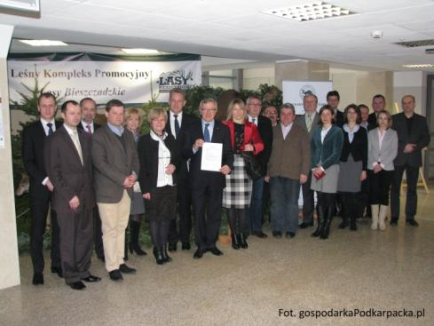 Leśny Kompleks Promocyjny
LASY
Lasy Bieszczadzkie
Fot. gospodarkaPodkarpacka.pl